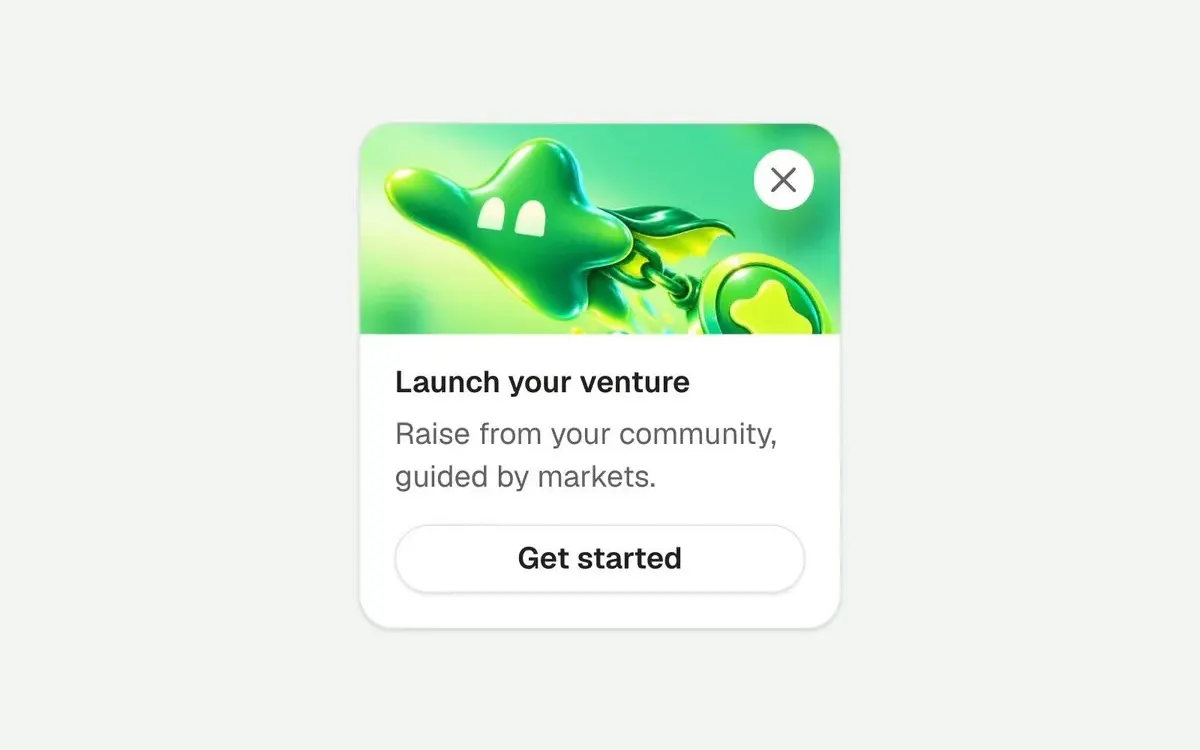 Launch your venture
Raise from your community,
guided by markets.
Get started